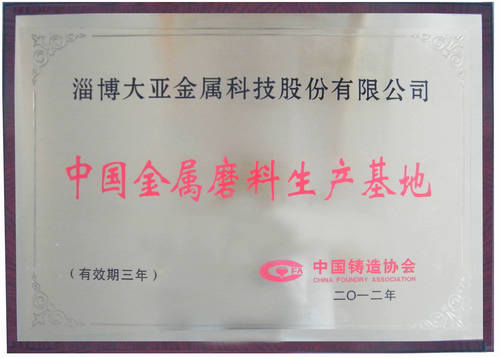 淄博大亚金属科技股份有限公司
中国金属磨料生产基地
(有效期三年)
中国铸造协会
CHINA FOUNDRY ASSOCIATION
二〇一二年